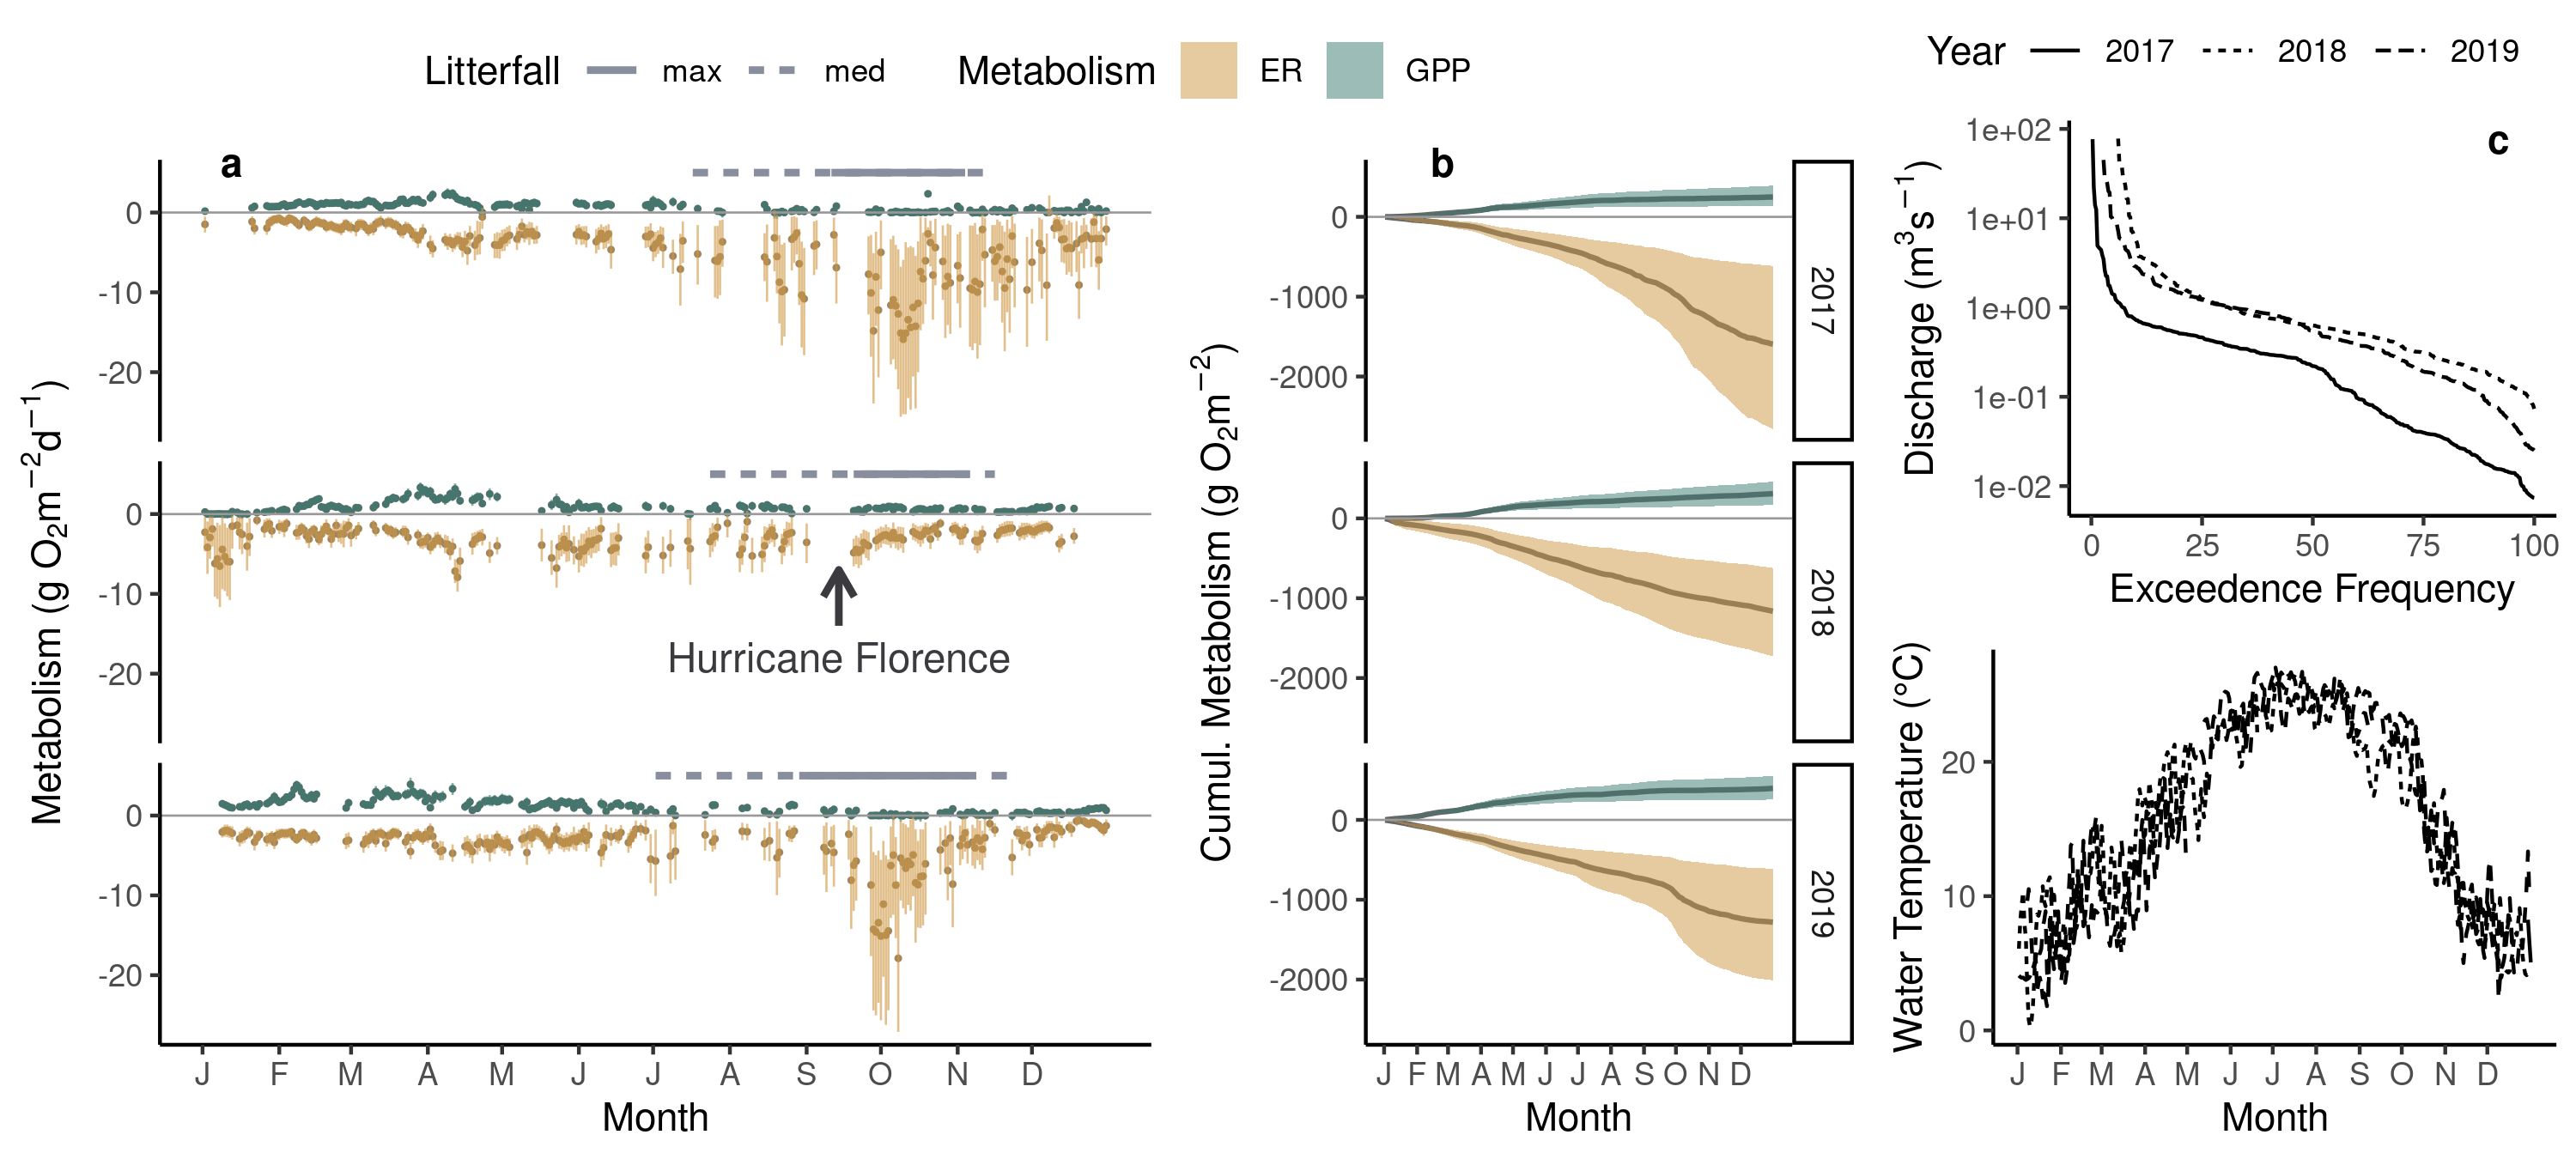 Litterfall max med Metabolism ER GPP
Year 2017 2018 2019
a
b
c
Metabolism (g O₂m⁻²d⁻¹)
0
-10
-20
0
-10
-20
0
-10
-20
Hurricane Florence
J F M A M J J A S O N D
Month
Cumul. Metabolism (g O₂m⁻²)
0
-1000
-2000
0
-1000
-2000
0
-1000
-2000
2017
2018
2019
J F M A M J J A S O N D
Month
Discharge (m³s⁻¹)
1e+02
1e+01
1e+00
1e-01
1e-02
0 25 50 75 100
Exceedence Frequency
Water Temperature (°C)
20
10
0
J F M A M J J A S O N D
Month